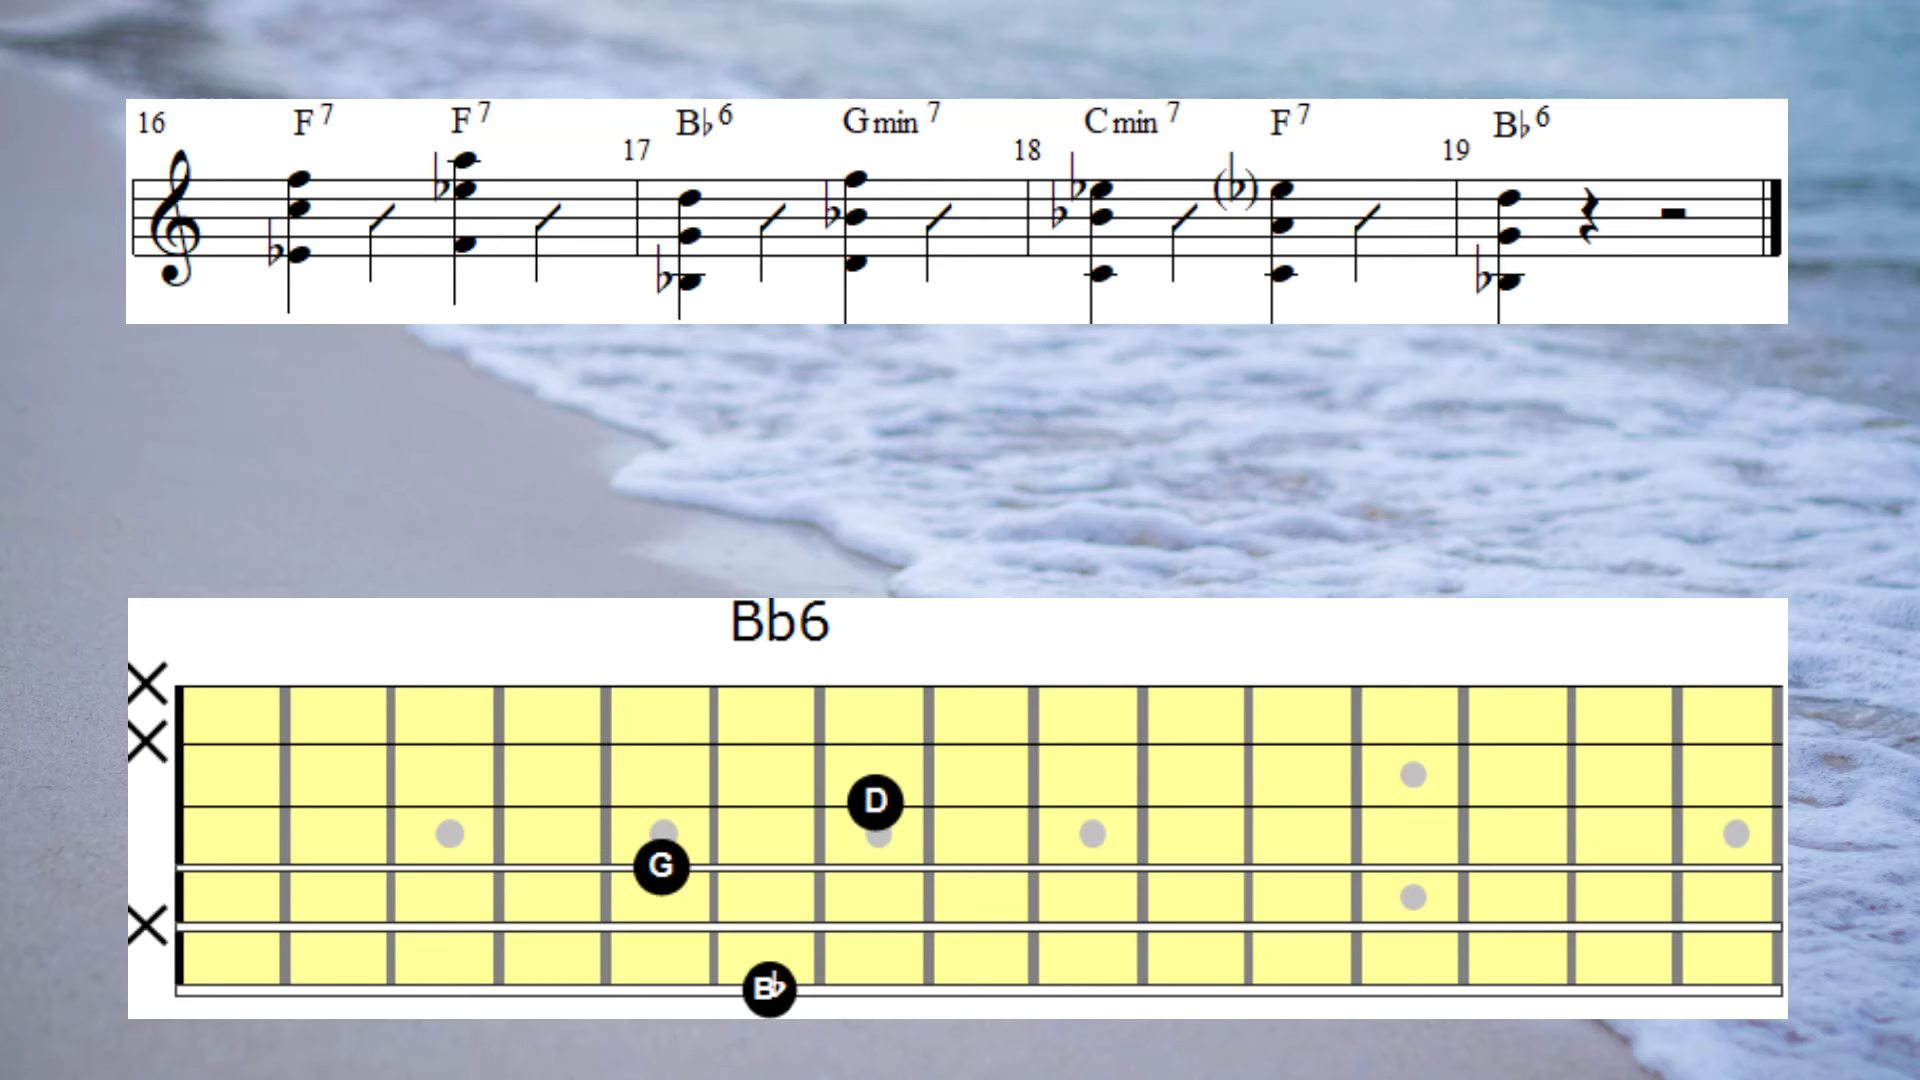 16 F7 F7 17 B♭6 Gmin7 18 Cmin7 F7 19 B♭6
Bb6
D
G
B♭